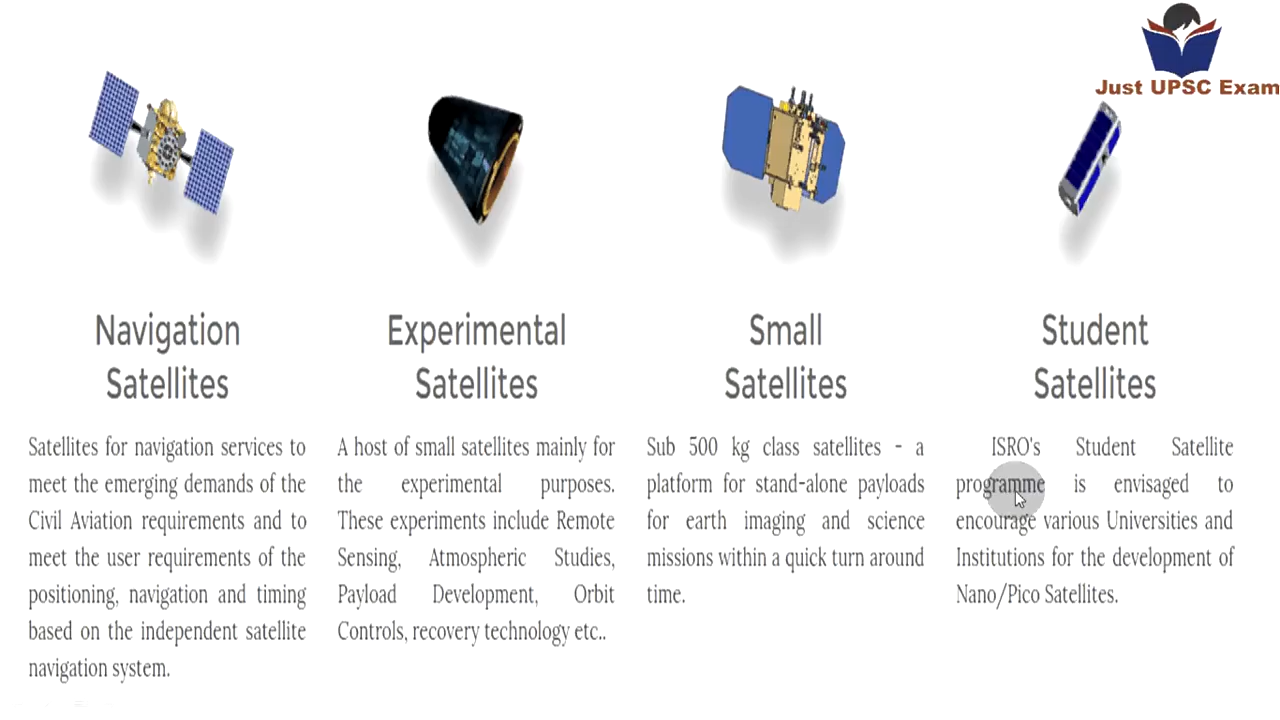 Just UPSC Exam
Navigation
Satellites
Satellites for navigation services to
meet the emerging demands of the
Civil Aviation requirements and to
meet the user requirements of the
positioning, navigation and timing
based on the independent satellite
navigation system.
Experimental
Satellites
A host of small satellites mainly for
the experimental purposes.
These experiments include Remote
Sensing, Atmospheric Studies,
Payload Development, Orbit
Controls, recovery technology etc..
Small
Satellites
Sub 500 kg class satellites - a
platform for stand-alone payloads
for earth imaging and science
missions within a quick turn around
time.
Student
Satellites
ISRO's Student Satellite
programme is envisaged to
encourage various Universities and
Institutions for the development of
Nano/Pico Satellites.